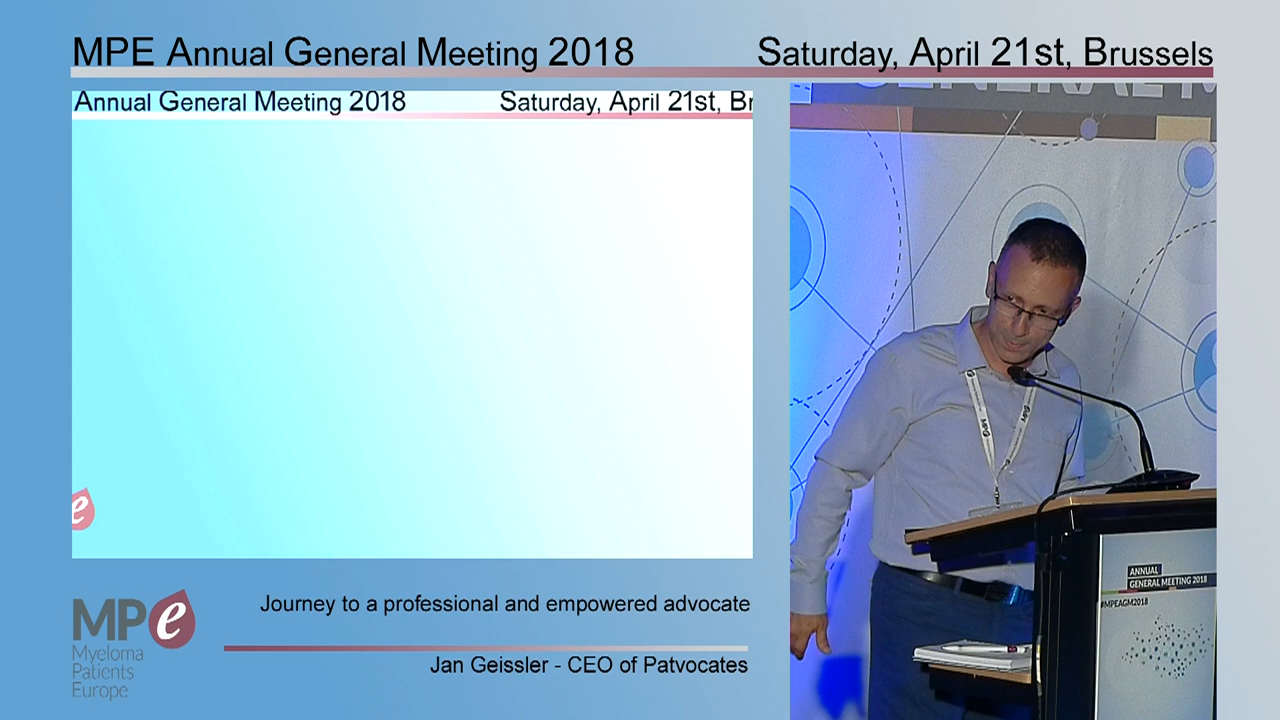 MPE Annual General Meeting 2018
Saturday, April 21st, Brussels
Annual General Meeting 2018
Saturday, April 21st, Br
e
MPe
Myeloma
Patients
Europe
Journey to a professional and empowered advocate
Jan Geissler - CEO of Patvocates
ANNUAL
GENERAL MEETING 2018
#MPEAGM2018